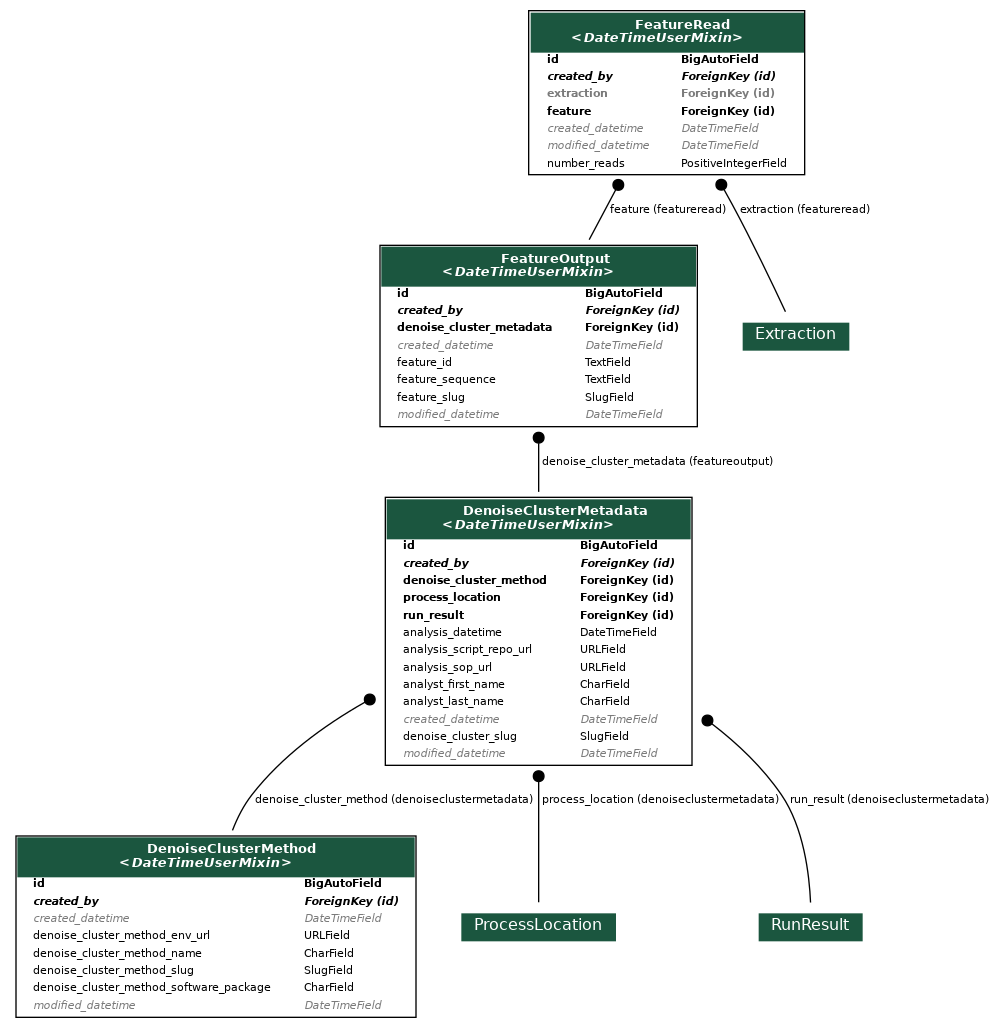 FeatureRead
<DateTimeUserMixin>
id BigAutoField
created_by ForeignKey (id)
extraction ForeignKey (id)
feature ForeignKey (id)
created_datetime DateTimeField
modified_datetime DateTimeField
number_reads PositiveIntegerField
feature (featureread) extraction (featureread)
FeatureOutput
<DateTimeUserMixin>
id BigAutoField
created_by ForeignKey (id)
denoise_cluster_metadata ForeignKey (id)
created_datetime DateTimeField
feature_id TextField
feature_sequence TextField
feature_slug SlugField
modified_datetime DateTimeField
Extraction
denoise_cluster_metadata (featureoutput)
DenoiseClusterMetadata
<DateTimeUserMixin>
id BigAutoField
created_by ForeignKey (id)
denoise_cluster_method ForeignKey (id)
process_location ForeignKey (id)
run_result ForeignKey (id)
analysis_datetime DateTimeField
analysis_script_repo_url URLField
analysis_sop_url URLField
analyst_first_name CharField
analyst_last_name CharField
created_datetime DateTimeField
denoise_cluster_slug SlugField
modified_datetime DateTimeField
denoise_cluster_method (denoiseclustermetadata) process_location (denoiseclustermetadata) run_result (denoiseclustermetadata)
DenoiseClusterMethod
<DateTimeUserMixin>
id BigAutoField
created_by ForeignKey (id)
created_datetime DateTimeField
denoise_cluster_method_env_url URLField
denoise_cluster_method_name CharField
denoise_cluster_method_slug SlugField
denoise_cluster_method_software_package CharField
modified_datetime DateTimeField
ProcessLocation
RunResult